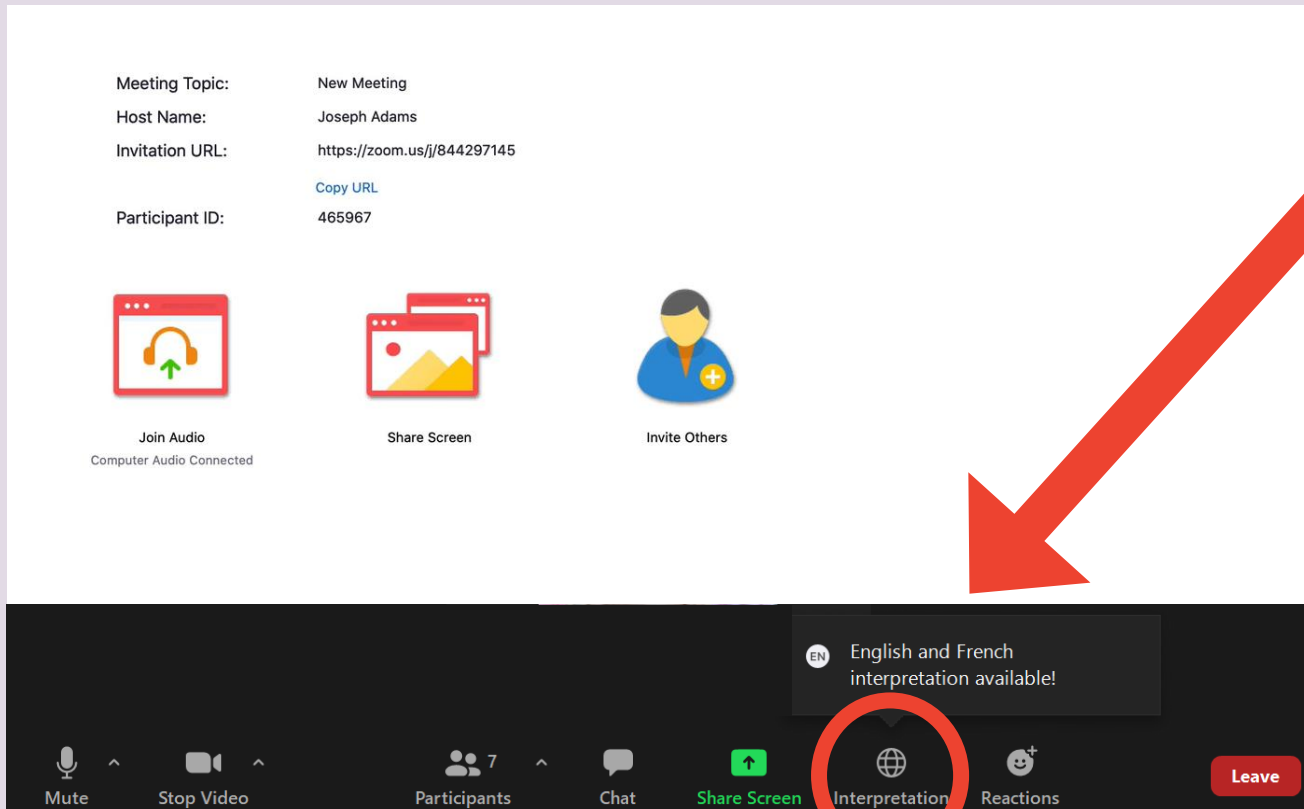 Meeting Topic: New Meeting
Host Name: Joseph Adams
Invitation URL: https://zoom.us/j/844297145
Copy URL
Participant ID: 465967
Join Audio Share Screen Invite Others
Computer Audio Connected
EN English and French
interpretation available!
7
Mute Stop Video Participants Chat Share Screen Interpretation Reactions Leave